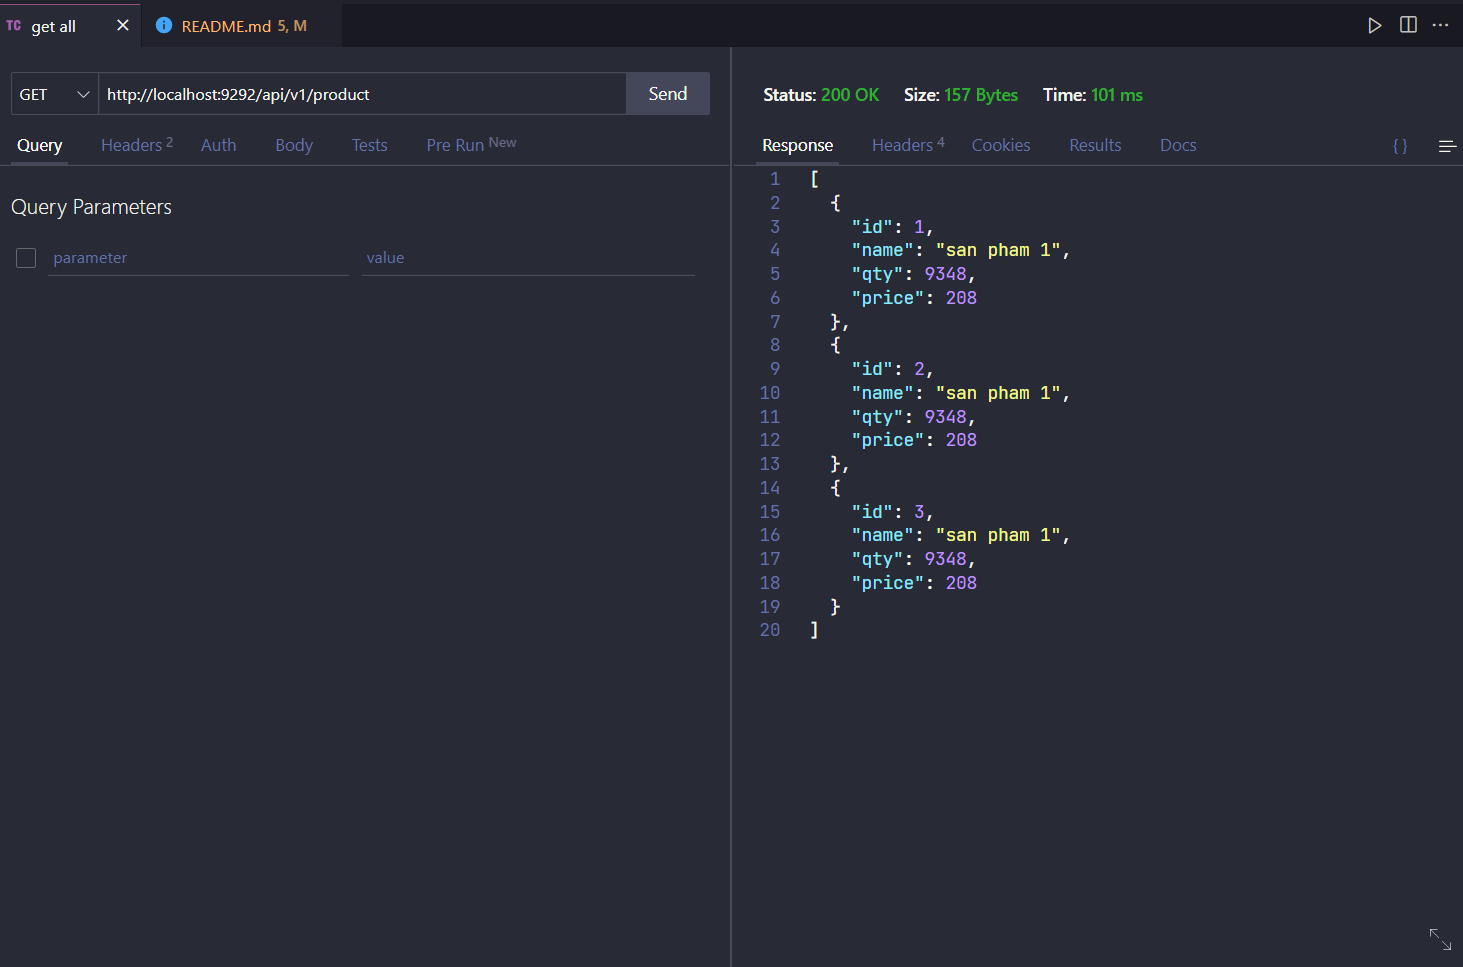 TC get all
README.md 5, M
GET http://localhost:9292/api/v1/product Send
Query Headers 2 Auth Body Tests Pre Run New
Query Parameters
parameter value
Status: 200 OK Size: 157 Bytes Time: 101 ms
Response Headers 4 Cookies Results Docs { }
1 [
2 {
3 "id": 1,
4 "name": "san pham 1",
5 "qty": 9348,
6 "price": 208
7 },
8 {
9 "id": 2,
10 "name": "san pham 1",
11 "qty": 9348,
12 "price": 208
13 },
14 {
15 "id": 3,
16 "name": "san pham 1",
17 "qty": 9348,
18 "price": 208
19 }
20 ]